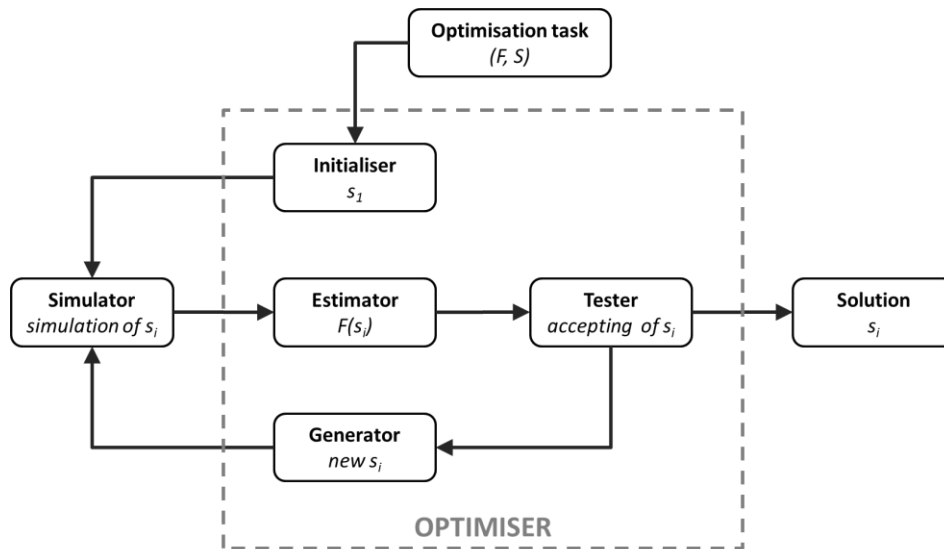 Optimisation task
(F, S)
Initialiser
s₁
Simulator
simulation of sᵢ
Estimator
F(sᵢ)
Tester
accepting of sᵢ
Solution
sᵢ
Generator
new sᵢ
OPTIMISER